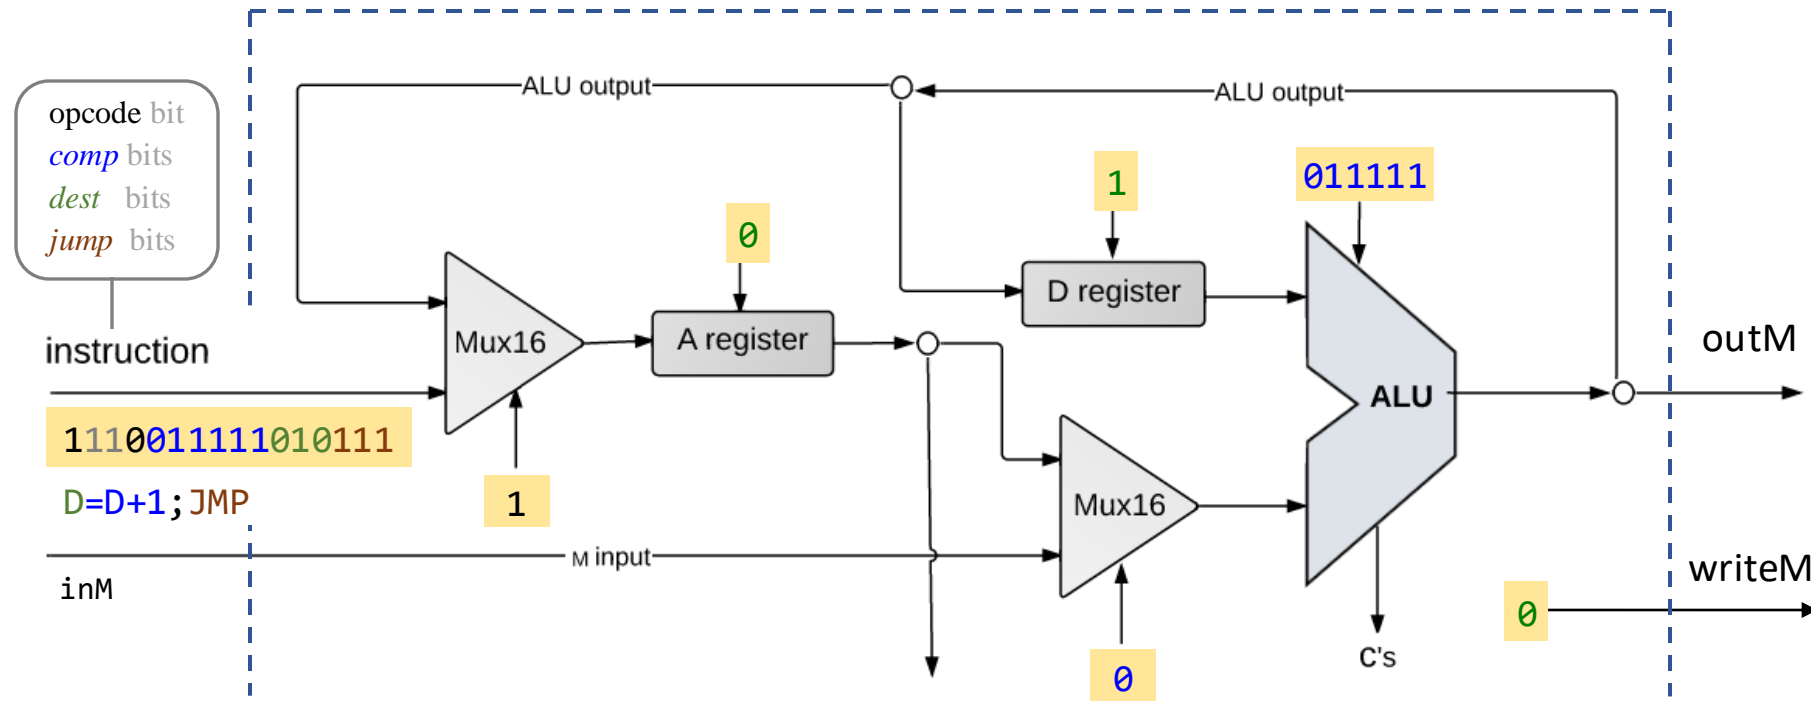 ALU output
ALU output
opcode bit
comp bits
dest bits
jump bits
1
011111
0
D register
A register
Mux16
instruction
outM
ALU
1110011111010111
D=D+1;JMP
1
Mux16
M input
inM
writeM
0
C's
0